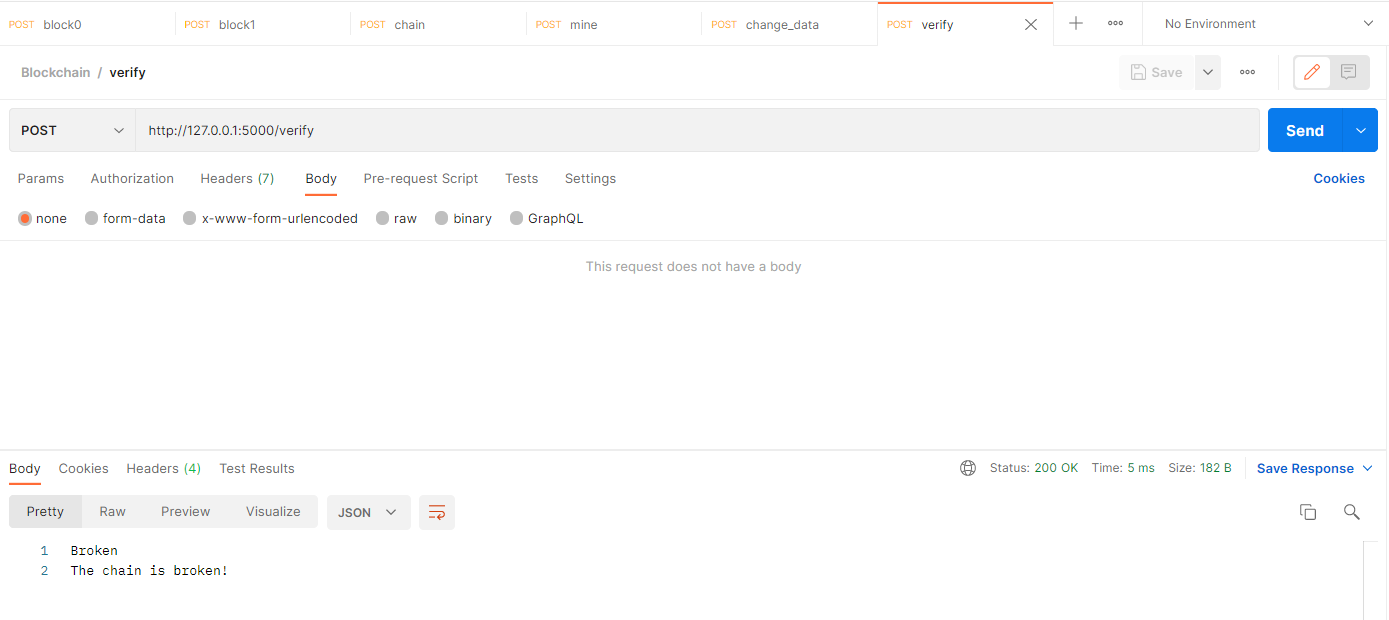 POST block0 POST block1 POST chain POST mine POST change_data POST verify No Environment
Blockchain / verify Save
POST http://127.0.0.1:5000/verify Send
Params Authorization Headers (7) Body Pre-request Script Tests Settings Cookies
none form-data x-www-form-urlencoded raw binary GraphQL
This request does not have a body
Body Cookies Headers (4) Test Results Status: 200 OK Time: 5 ms Size: 182 B Save Response
Pretty Raw Preview Visualize JSON
1 Broken
2 The chain is broken!